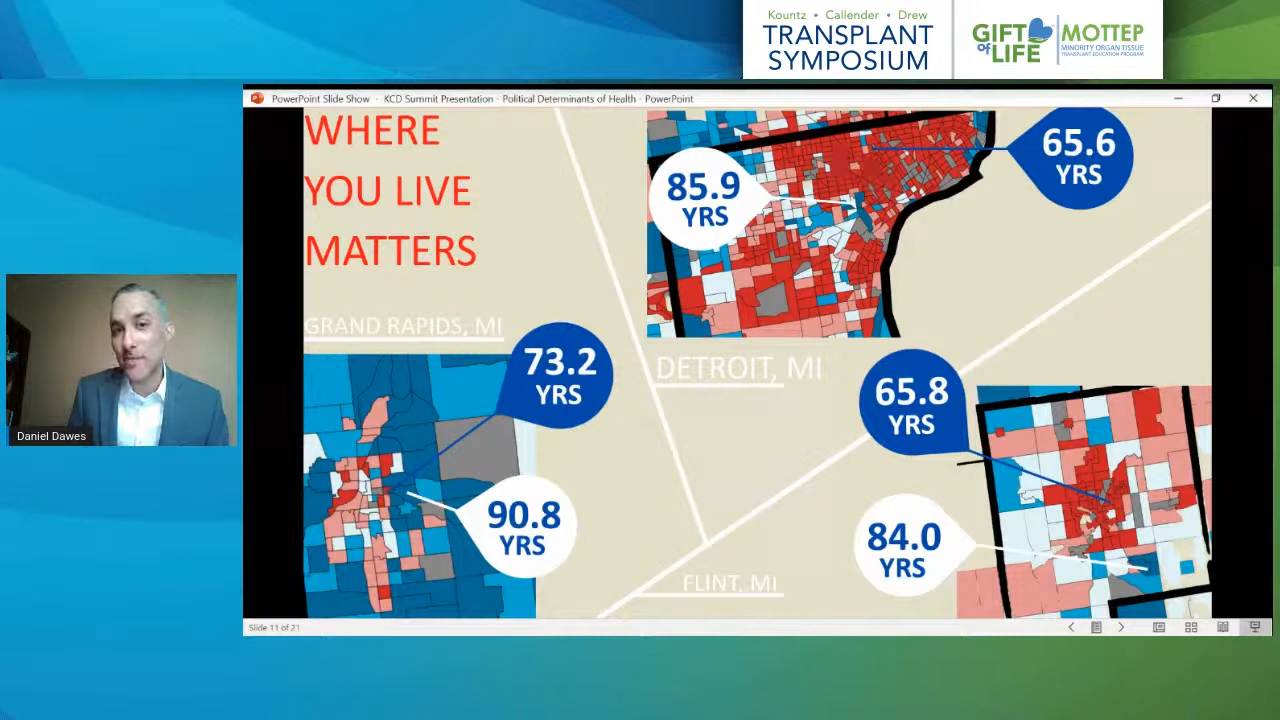 Kountz • Callender • Drew
TRANSPLANT
SYMPOSIUM
GIFT
of
LIFE
MOTTEP
MINORITY ORGAN TISSUE
TRANSPLANT EDUCATION PROGRAM
PowerPoint Slide Show - KCD Summit Presentation - Political Determinants of Health - PowerPoint
WHERE
YOU LIVE
MATTERS
85.9
YRS
65.6
YRS
GRAND RAPIDS, MI
73.2
YRS
90.8
YRS
DETROIT, MI
65.8
YRS
84.0
YRS
FLINT, MI
Daniel Dawes
Slide 11 of 21